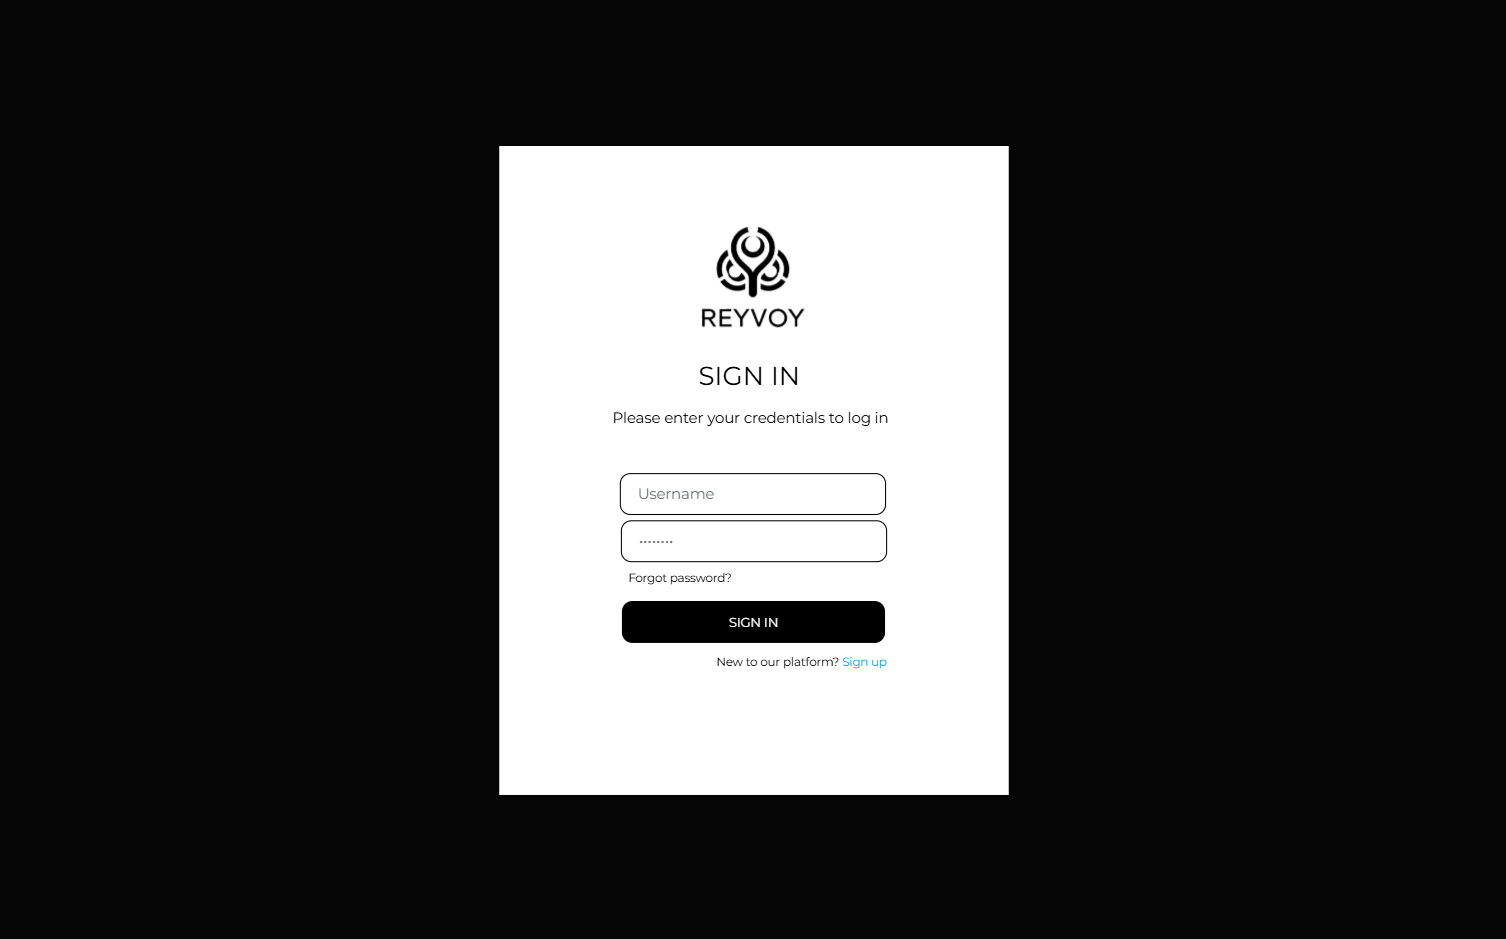 REYVOY
SIGN IN
Please enter your credentials to log in
Username
········
Forgot password?
SIGN IN
New to our platform? Sign up